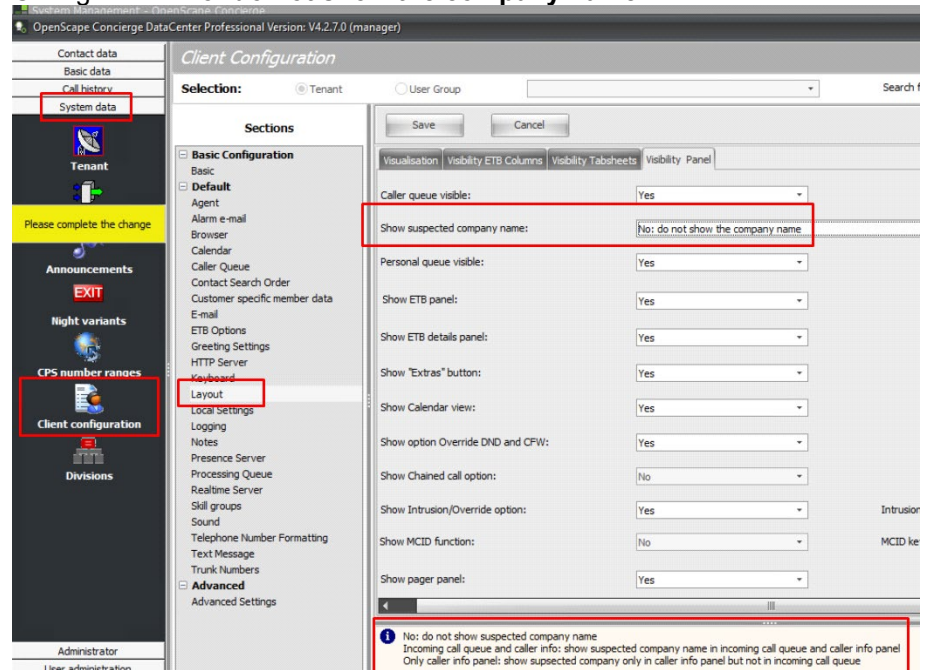 System Management - OpenScape Concierge
OpenScape Concierge DataCenter Professional Version: V4.2.7.0 (manager)
Contact data
Basic data
Call history
System data
Tenant
Please complete the change
Announcements
EXIT
Night variants
CPS number ranges
Client configuration
Divisions
Administrator
User administration
Client Configuration
Selection:
Tenant
User Group
Search f
Sections
Basic Configuration
Basic
Default
Agent
Alarm e-mail
Browser
Calendar
Caller Queue
Contact Search Order
Customer specific member data
E-mail
ETB Options
Greeting Settings
HTTP Server
Keyboard
Layout
Local Settings
Logging
Notes
Presence Server
Processing Queue
Realtime Server
Skill groups
Sound
Telephone Number Formatting
Text Message
Trunk Numbers
Advanced
Advanced Settings
Save
Cancel
Visualisation
Visibility ETB Columns
Visibility Tabsheets
Visibility Panel
Caller queue visible: Yes
Show suspected company name: No: do not show the company name
Personal queue visible: Yes
Show ETB panel: Yes
Show ETB details panel: Yes
Show "Extras" button: Yes
Show Calendar view: Yes
Show option Override DND and CFW: Yes
Show Chained call option: No
Show Intrusion/Override option: Yes Intrusion
Show MCID function: No MCID ke
Show pager panel: Yes
No: do not show suspected company name
Incoming call queue and caller info: show suspected company name in incoming call queue and caller info panel
Only caller info panel: show supsected company only in caller info panel but not in incoming call queue